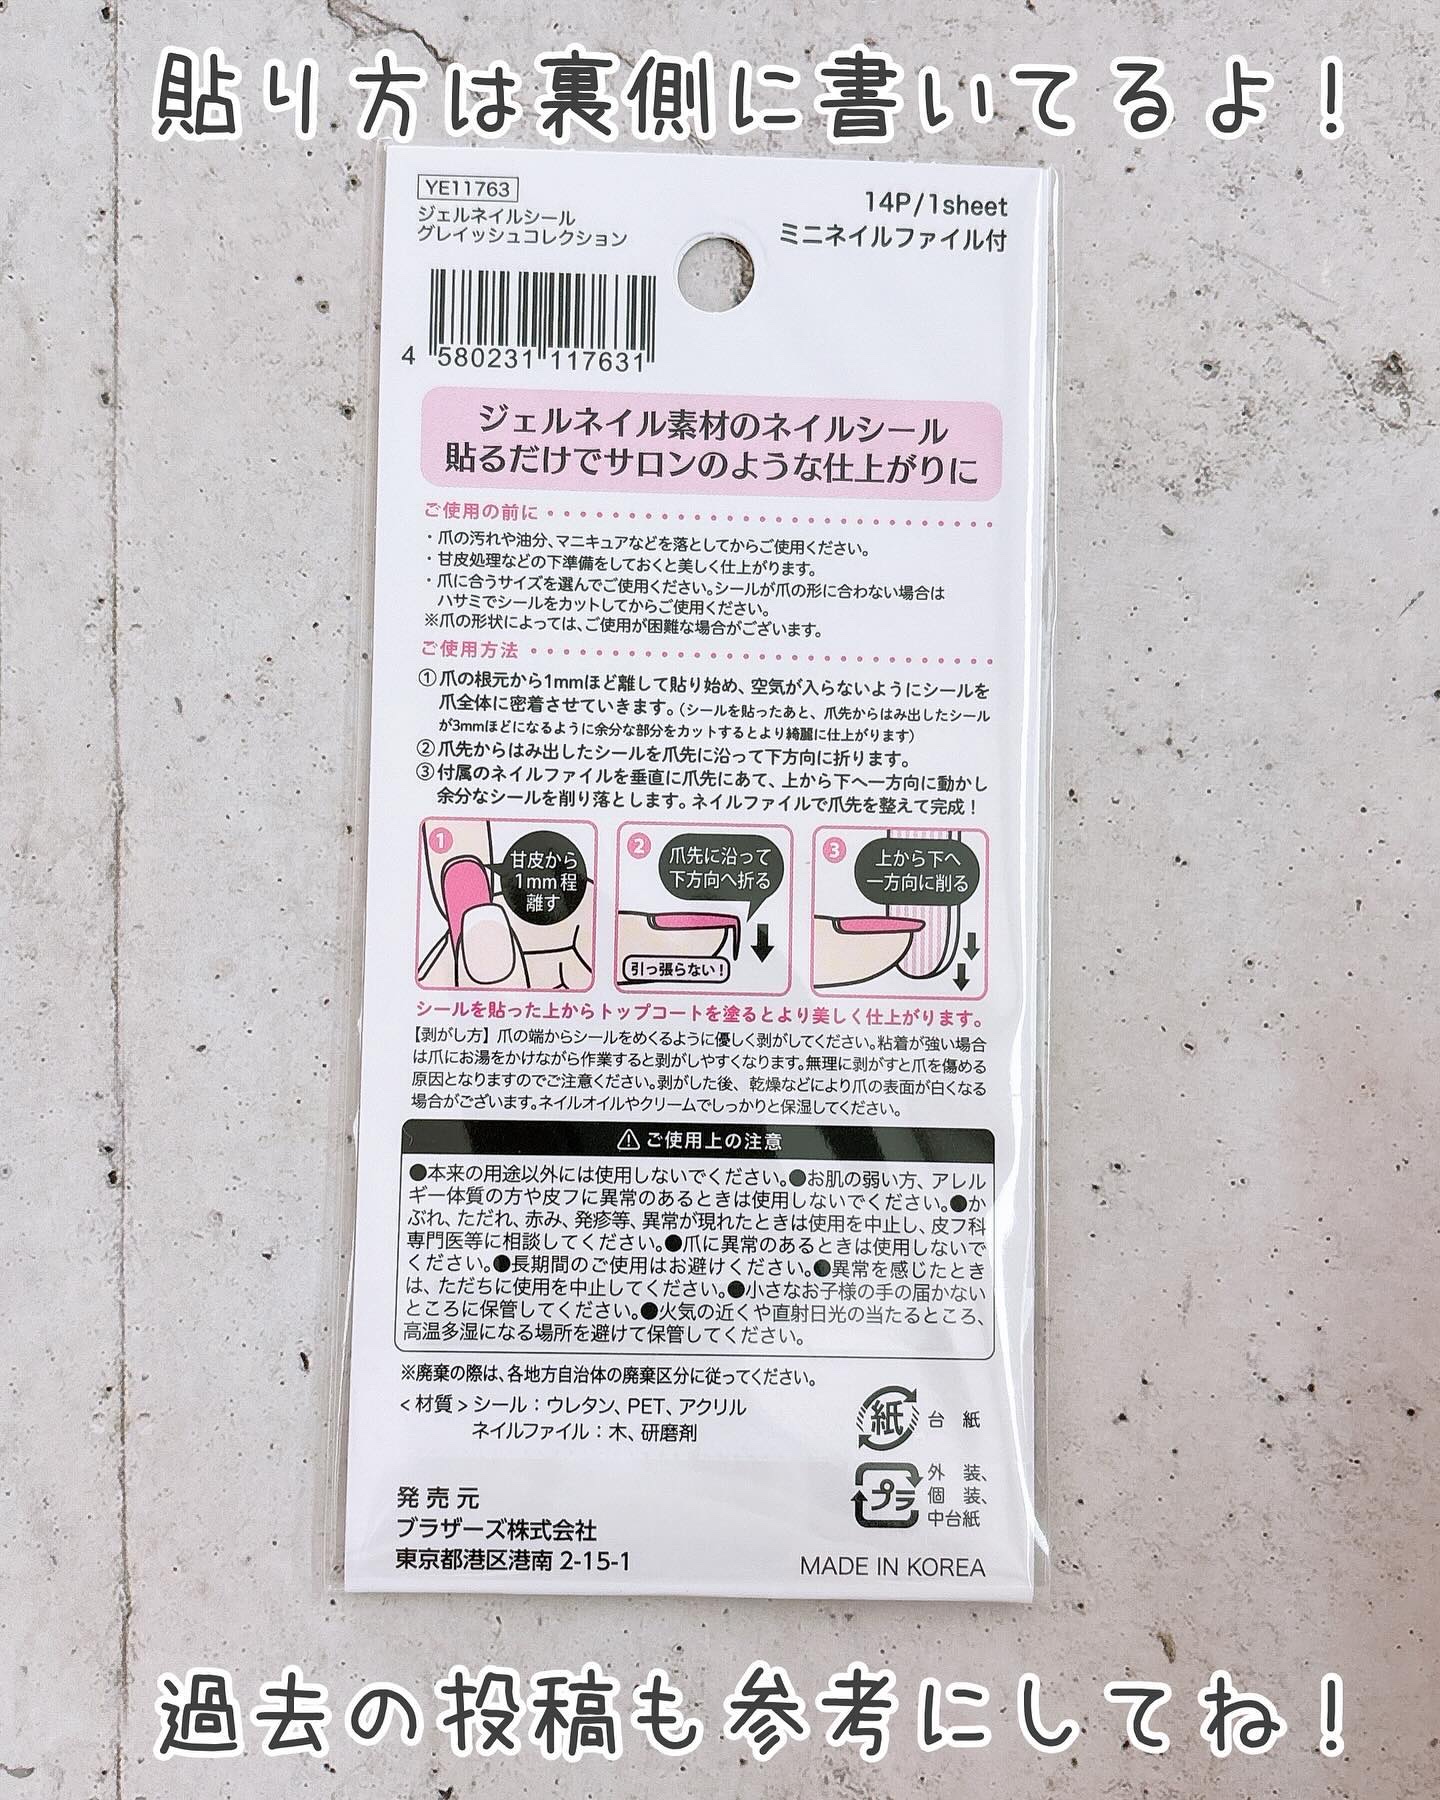 貼り方は裏側に書いてるよ！
YE11763
ジェルネイルシール
グレイッシュコレクション
14P/1sheet
ミニネイルファイル付
4 580231 117631
ジェルネイル素材のネイルシール
貼るだけでサロンのような仕上がりに
ご使用の前に
・爪の汚れや油分、マニキュアなどを落としてからご使用ください。
・甘皮処理などの下準備をしておくと美しく仕上がります。
・爪に合うサイズを選んでご使用ください。シールが爪の形に合わない場合は
ハサミでシールをカットしてからご使用ください。
※爪の形状によっては、ご使用が困難な場合がございます。
ご使用方法
①爪の根元から1mmほど離して貼り始め、空気が入らないようにシールを
爪全体に密着させていきます。（シールを貼ったあと、爪先からはみ出したシール
が3mmほどになるように余分な部分をカットするとより綺麗に仕上がります）
②爪先からはみ出したシールを爪先に沿って下方向に折ります。
③付属のネイルファイルを垂直に爪先にあて、上から下へ一方向に動かし
余分なシールを削り落とします。ネイルファイルで爪先を整えて完成！
1
甘皮から
1mm程
離す
2
爪先に沿って
下方向へ折る
引っ張らない！
3
上から下へ
一方向に削る
シールを貼った上からトップコートを塗るとより美しく仕上がります。
【剥がし方】爪の端からシールをめくるように優しく剥がしてください。粘着が強い場合
は爪にお湯をかけながら作業すると剥がしやすくなります。無理に剥がすと爪を傷める
原因となりますのでご注意ください。剥がした後、乾燥などにより爪の表面が白くなる
場合がございます。ネイルオイルやクリームでしっかりと保湿してください。
⚠ご使用上の注意
●本来の用途以外には使用しないでください。●お肌の弱い方、アレル
ギー体質の方や皮フに異常のあるときは使用しないでください。●か
ぶれ、ただれ、赤み、発疹等、異常が現れたときは使用を中止し、皮フ科
専門医等に相談してください。●爪に異常のあるときは使用しないで
ください。●長期間のご使用はお避けください。●異常を感じたとき
は、ただちに使用を中止してください。●小さなお子様の手の届かない
ところに保管してください。●火気の近くや直射日光の当たるところ、
高温多湿になる場所を避けて保管してください。
※廃棄の際は、各地方自治体の廃棄区分に従ってください。
<材質>シール：ウレタン、PET、アクリル
ネイルファイル：木、研磨剤
紙 台 紙
プラ 外 装、
個 装、
中台紙
発売元
ブラザーズ株式会社
東京都港区港南 2-15-1
MADE IN KOREA
過去の投稿も参考にしてね！